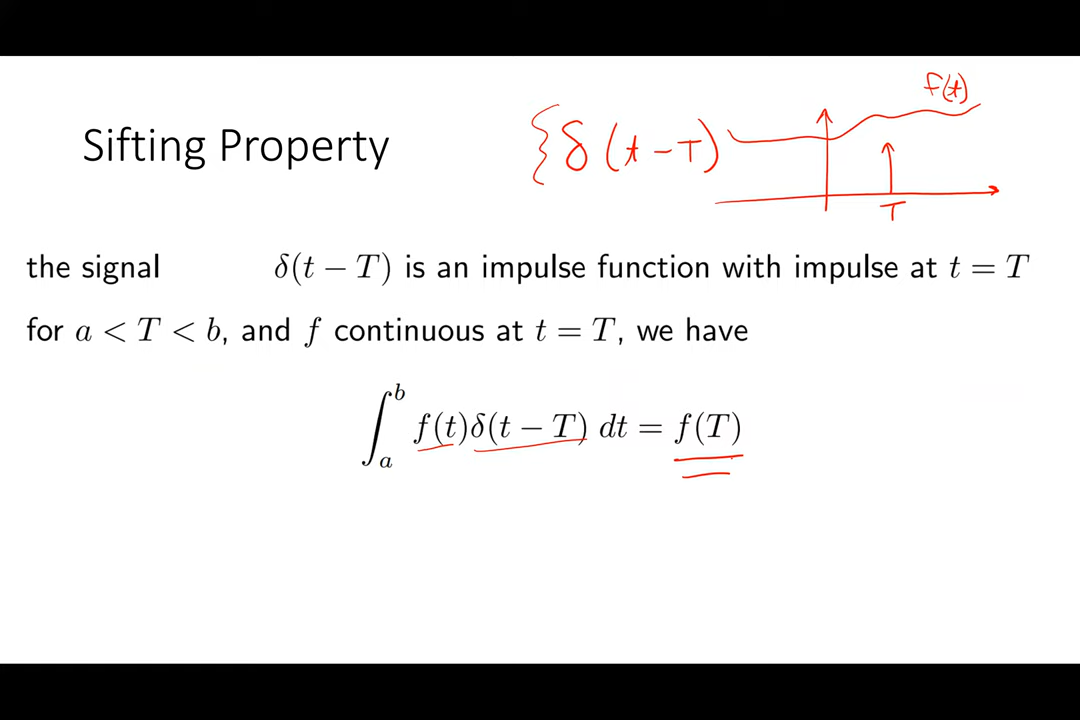 Sifting Property
{δ(t-T)
f(t)
T
the signal δ(t − T) is an impulse function with impulse at t = T
for a < T < b, and f continuous at t = T, we have
∫_a^b f(t)δ(t − T) dt = f(T)